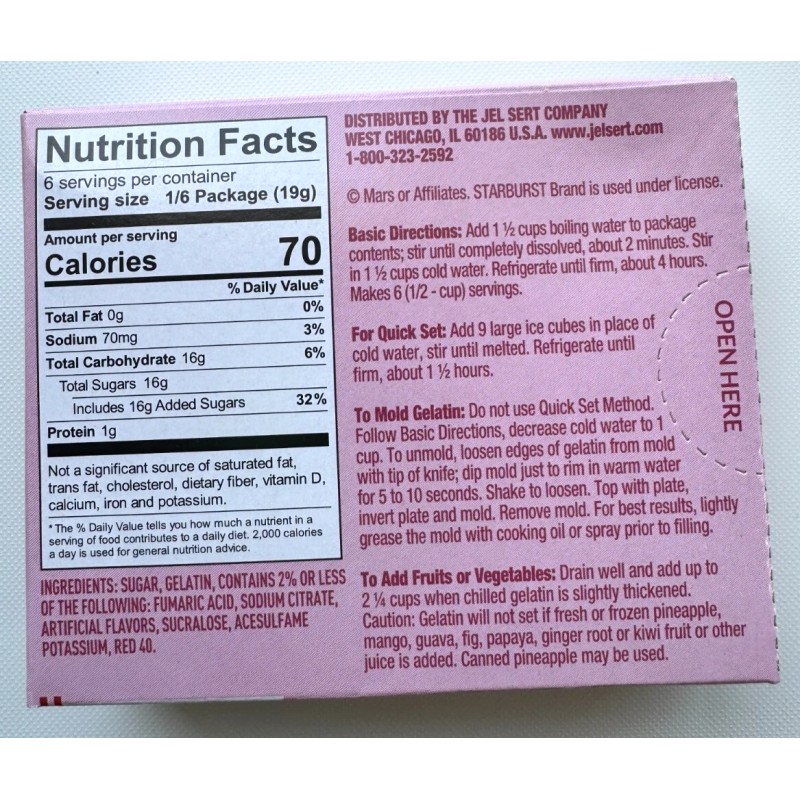 Nutrition Facts
6 servings per container
Serving size 1/6 Package (19g)
Amount per serving
Calories 70
% Daily Value*
Total Fat 0g 0%
Sodium 70mg 3%
Total Carbohydrate 16g 6%
Total Sugars 16g
Includes 16g Added Sugars 32%
Protein 1g
Not a significant source of saturated fat,
trans fat, cholesterol, dietary fiber, vitamin D,
calcium, iron and potassium.
* The % Daily Value tells you how much a nutrient in a
serving of food contributes to a daily diet. 2,000 calories
a day is used for general nutrition advice.
INGREDIENTS: SUGAR, GELATIN, CONTAINS 2% OR LESS
OF THE FOLLOWING: FUMARIC ACID, SODIUM CITRATE,
ARTIFICIAL FLAVORS, SUCRALOSE, ACESULFAME
POTASSIUM, RED 40.
DISTRIBUTED BY THE JEL SERT COMPANY
WEST CHICAGO, IL 60186 U.S.A. www.jelsert.com
1-800-323-2592
© Mars or Affiliates. STARBURST Brand is used under license.
Basic Directions: Add 1 ½ cups boiling water to package
contents; stir until completely dissolved, about 2 minutes. Stir
in 1 ½ cups cold water. Refrigerate until firm, about 4 hours.
Makes 6 (1/2 - cup) servings.
For Quick Set: Add 9 large ice cubes in place of
cold water, stir until melted. Refrigerate until
firm, about 1 ½ hours.
To Mold Gelatin: Do not use Quick Set Method.
Follow Basic Directions, decrease cold water to 1
cup. To unmold, loosen edges of gelatin from mold
with tip of knife; dip mold just to rim in warm water
for 5 to 10 seconds. Shake to loosen. Top with plate,
invert plate and mold. Remove mold. For best results, lightly
grease the mold with cooking oil or spray prior to filling.
To Add Fruits or Vegetables: Drain well and add up to
2 ¼ cups when chilled gelatin is slightly thickened.
Caution: Gelatin will not set if fresh or frozen pineapple,
mango, guava, fig, papaya, ginger root or kiwi fruit or other
juice is added. Canned pineapple may be used.
OPEN HERE